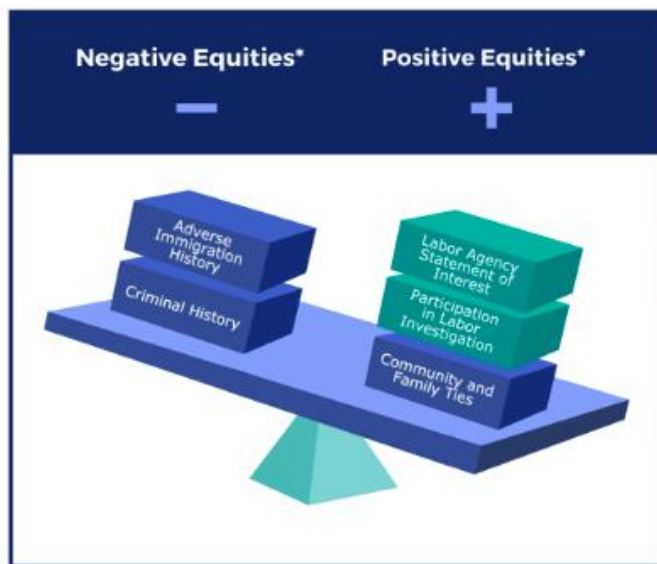 Negative Equities*
Positive Equities*
−
+
Adverse
Immigration
History
Criminal History
Labor Agency
Statement of
Interest
Participation
in Labor
Investigation
Community and
Family Ties